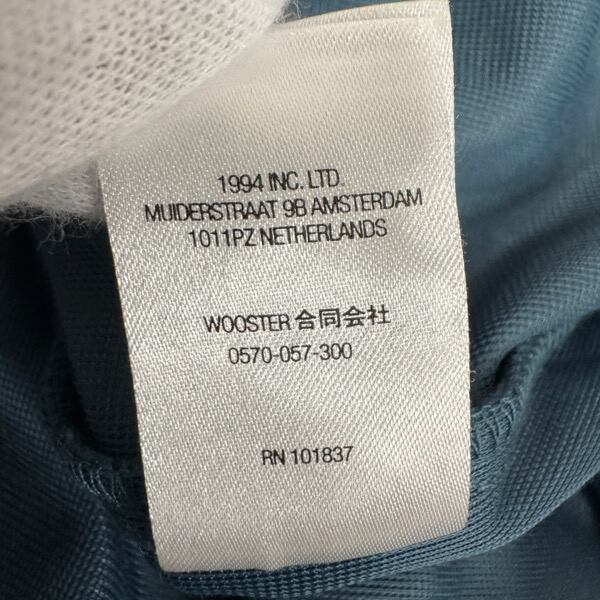 1994 INC. LTD.
MUIDERSTRAAT 9B AMSTERDAM
1011PZ NETHERLANDS
WOOSTER 合同会社
0570-057-300
RN 101837